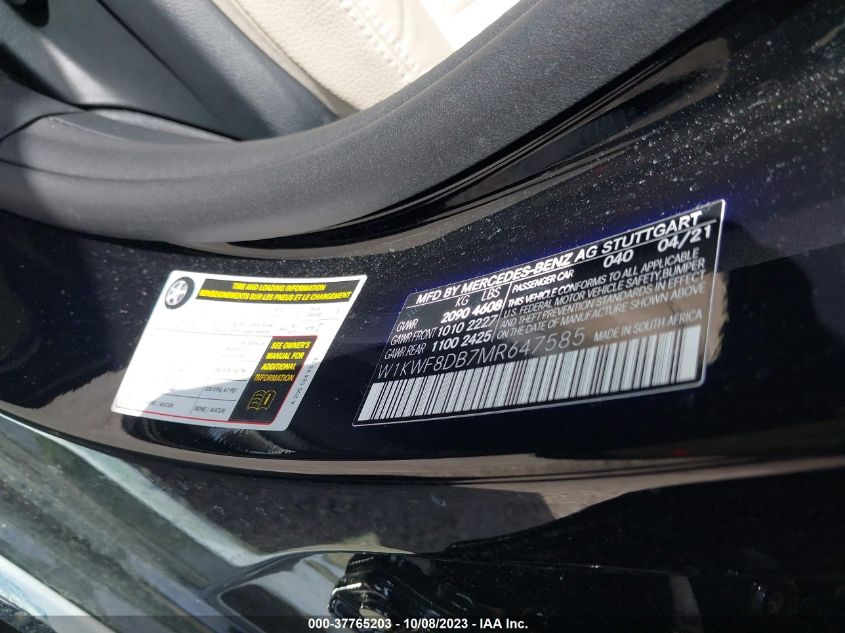 TIRE AND LOADING INFORMATION
RENSEIGNEMENTS SUR LES PNEUS ET LE CHARGEMENT
SEE OWNER'S
MANUAL FOR
ADDITIONAL
INFORMATION
NONE / AUCUN
MFD BY MERCEDES-BENZ AG STUTTGART
KG LBS PASSENGER CAR 040 04/21
GVWR 2090 4608 THIS VEHICLE CONFORMS TO ALL APPLICABLE
GAWR FRONT 1010 2227 U.S. FEDERAL MOTOR VEHICLE SAFETY, BUMPER
GAWR REAR 1100 2425 AND THEFT PREVENTION STANDARDS IN EFFECT
ON THE DATE OF MANUFACTURE SHOWN ABOVE.
W1KWF8DB7MR647585 MADE IN SOUTH AFRICA
000-37765203 - 10/08/2023 - IAA Inc.